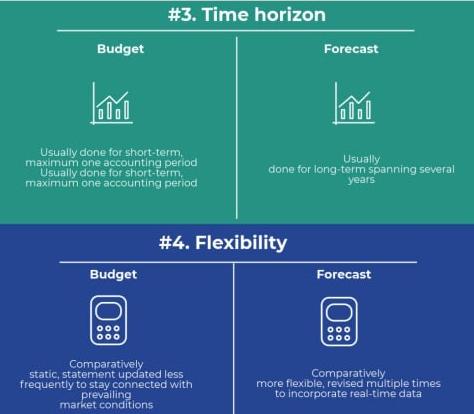 #3. Time horizon
Budget
Forecast
Usually done for short-term,
maximum one accounting period
Usually done for short-term,
maximum one accounting period
Usually
done for long-term spanning several
years
#4. Flexibility
Budget
Forecast
Comparatively
static, statement updated less
frequently to stay connected with
prevailing
market conditions
Comparatively
more flexible, revised multiple times
to incorporate real-time data